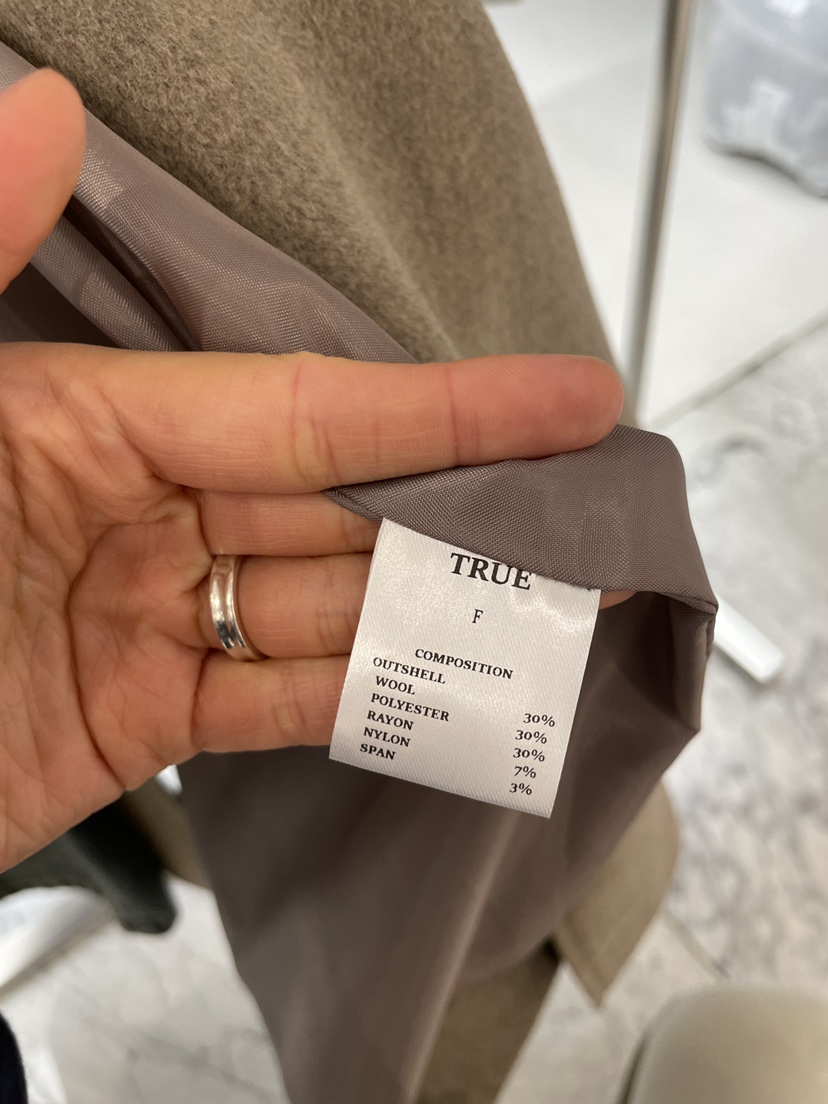 TRUE
F
COMPOSITION
OUTSHELL
WOOL 30%
POLYESTER 30%
RAYON 30%
NYLON 7%
SPAN 3%